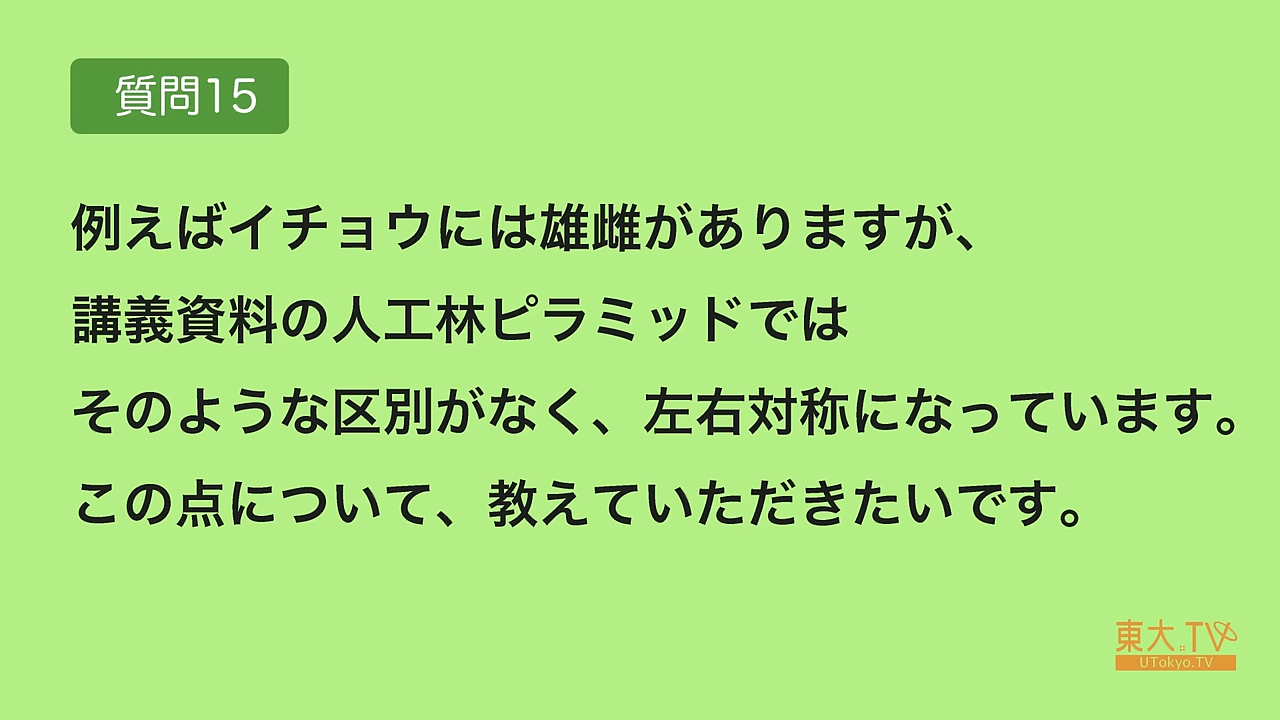 質問15
例えばイチョウには雄雌がありますが、
講義資料の人工林ピラミッドでは
そのような区別がなく、左右対称になっています。
この点について、教えていただきたいです。
東大TV
UTokyo.TV